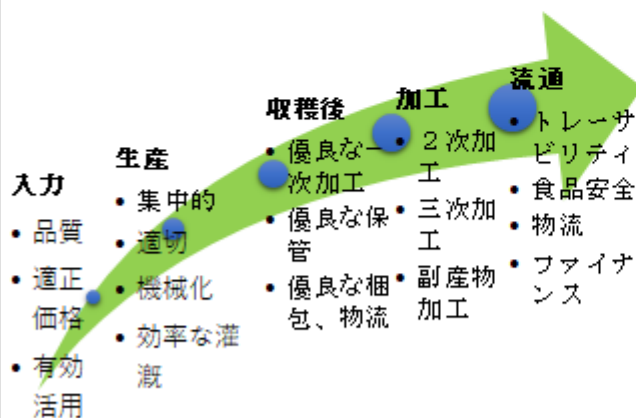 入力
• 品質
• 適正
価格
• 有効
活用
生産
• 集中的
• 適切
• 機械化
• 効率な灌
漑
収穫後
• 優良な一
次加工
• 優良な保
管
• 優良な梱
包、物流
加工
• ２次加
工
• 三次加
工
• 副産物
加工
流通
• トレーサ
ビリティ
• 食品安全
• 物流
• ファイナ
ンス